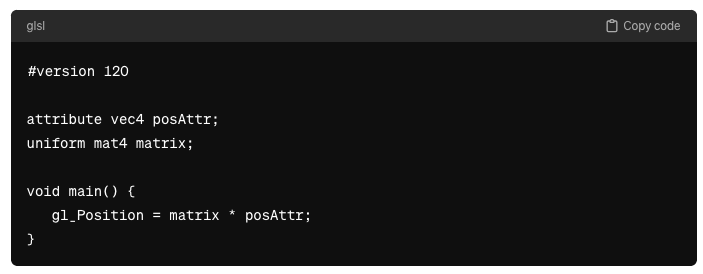 glsl
Copy code
#version 120
attribute vec4 posAttr;
uniform mat4 matrix;
void main() {
   gl_Position = matrix * posAttr;
}